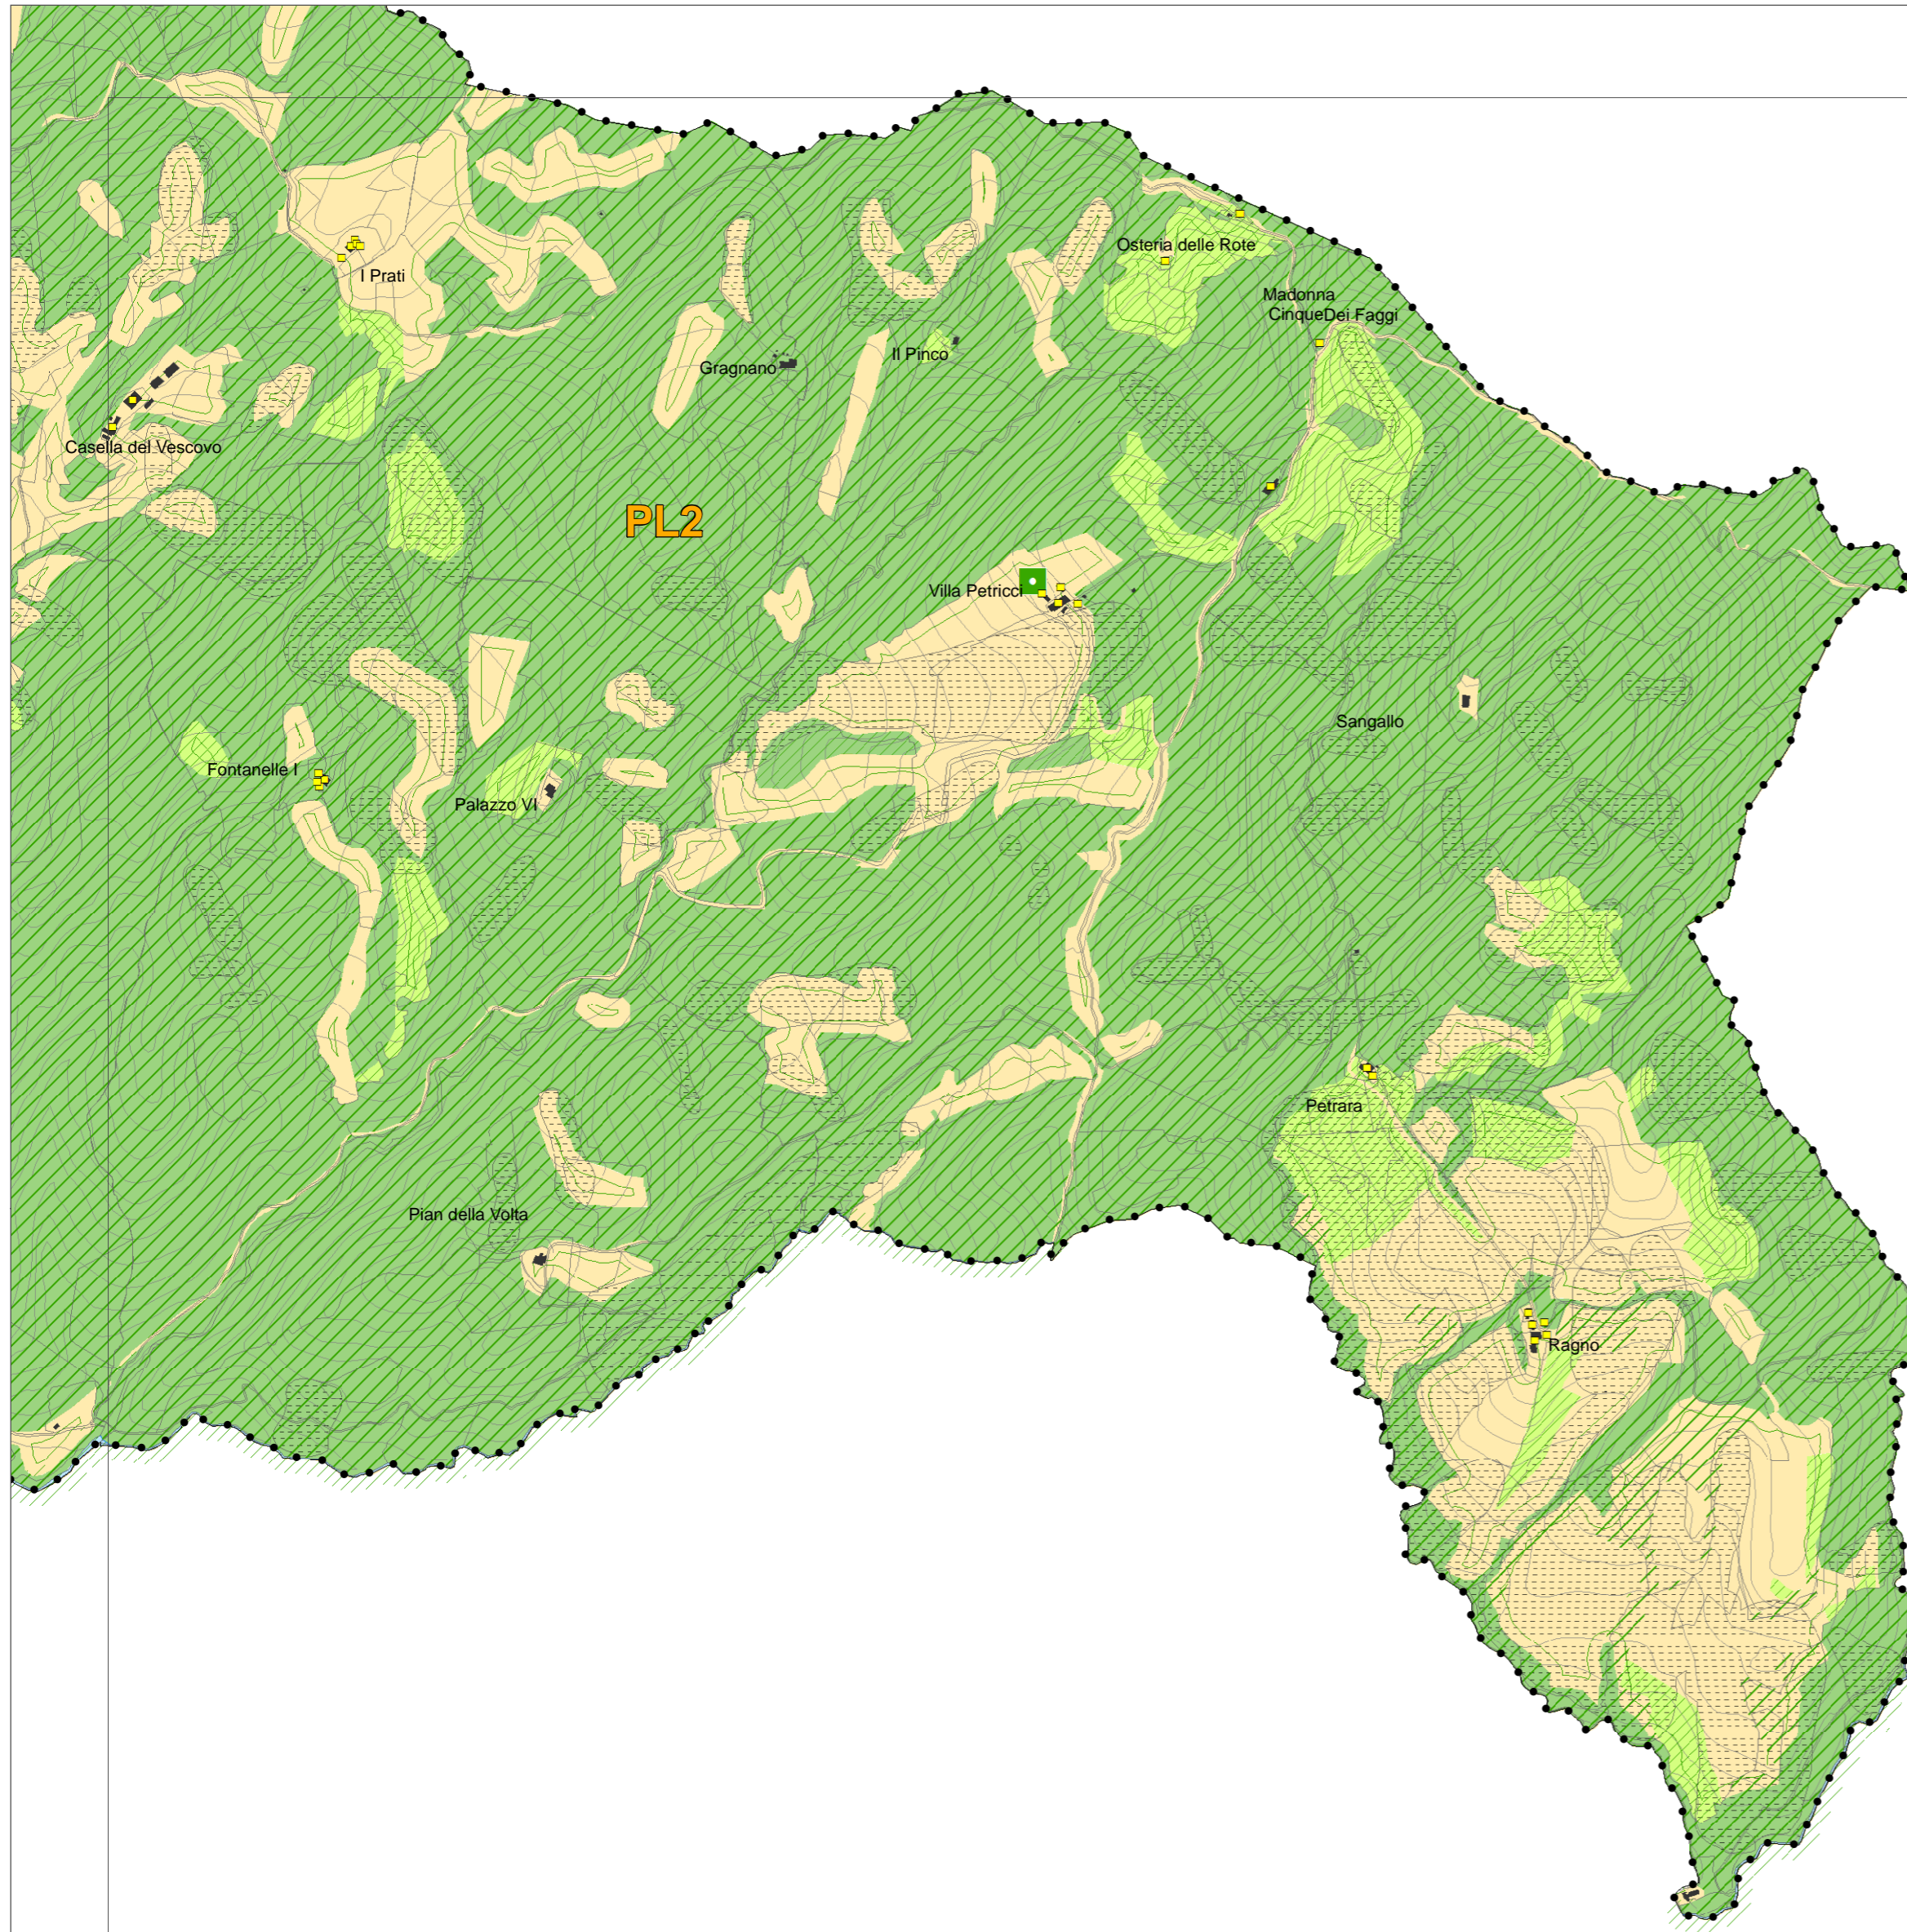 Osteria delle Rote
I Prati
Madonna
CinqueDei Faggi
Il Pinco
Gragnano
Casella del Vescovo
PL2
Villa Petricci
Sangallo
Fontanelle I
Palazzo VI
Petrara
Pian della Volta
Ragno